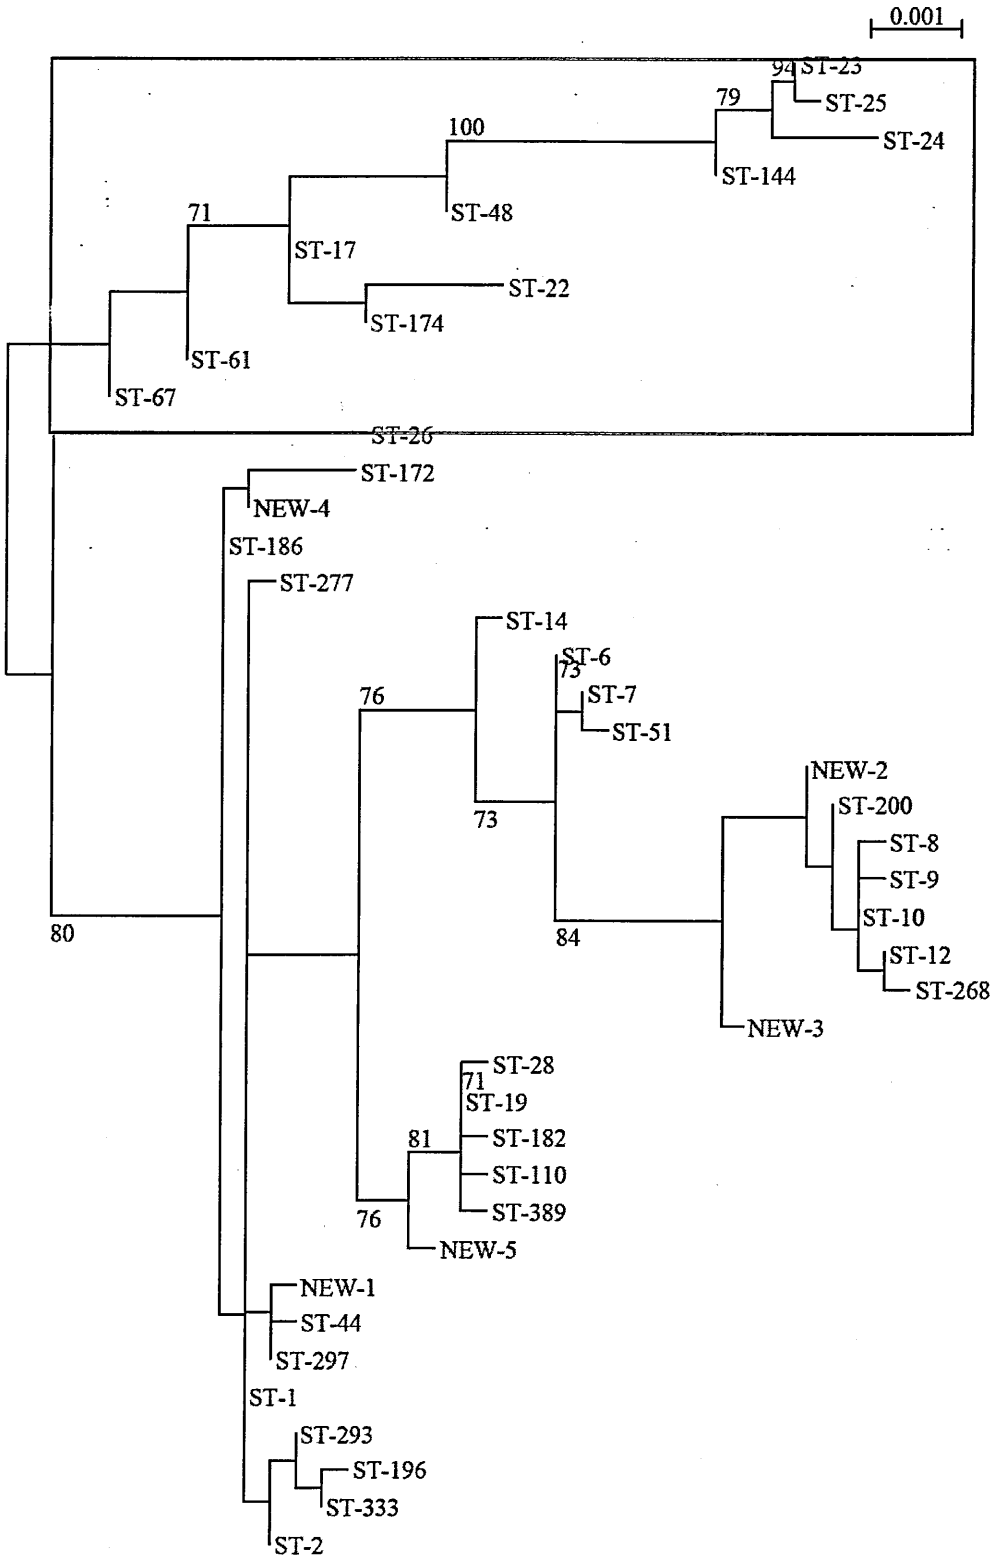 0.001
94 ST-23
ST-25
79
ST-24
100
ST-144
ST-48
71
ST-17
ST-22
ST-174
ST-61
ST-67
ST-26
ST-172
NEW-4
ST-186
ST-277
ST-14
ST-6
73
ST-7
76
ST-51
NEW-2
ST-200
73
ST-8
ST-9
ST-10
80
84
ST-12
ST-268
NEW-3
ST-28
71
ST-19
81
ST-182
ST-110
ST-389
76
NEW-5
NEW-1
ST-44
ST-297
ST-1
ST-293
ST-196
ST-333
ST-2